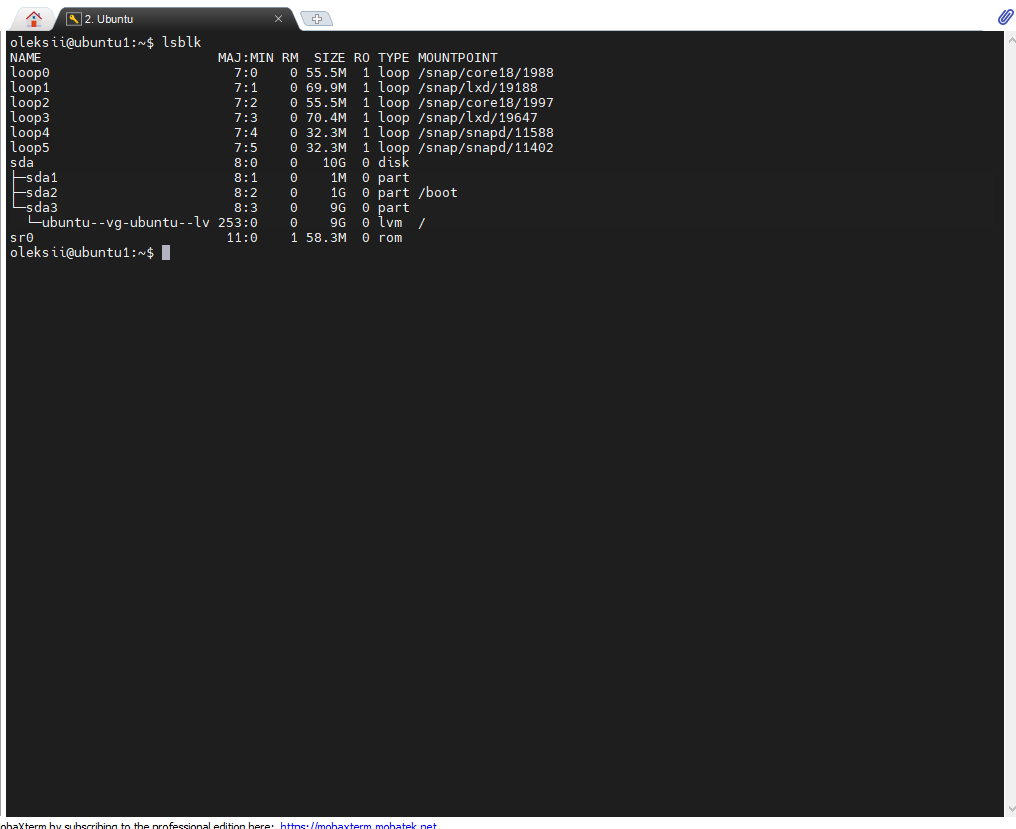 2. Ubuntu
oleksii@ubuntu1:~$ lsblk
NAME                      MAJ:MIN RM  SIZE RO TYPE MOUNTPOINT
loop0                       7:0    0 55.5M  1 loop /snap/core18/1988
loop1                       7:1    0 69.9M  1 loop /snap/lxd/19188
loop2                       7:2    0 55.5M  1 loop /snap/core18/1997
loop3                       7:3    0 70.4M  1 loop /snap/lxd/19647
loop4                       7:4    0 32.3M  1 loop /snap/snapd/11588
loop5                       7:5    0 32.3M  1 loop /snap/snapd/11402
sda                         8:0    0   10G  0 disk
├─sda1                      8:1    0    1M  0 part
├─sda2                      8:2    0    1G  0 part /boot
└─sda3                      8:3    0    9G  0 part
  └─ubuntu--vg-ubuntu--lv 253:0    0    9G  0 lvm  /
sr0                        11:0    1 58.3M  0 rom
oleksii@ubuntu1:~$
obaXterm by subscribing to the professional edition here: https://mobaxterm.mobatek.net